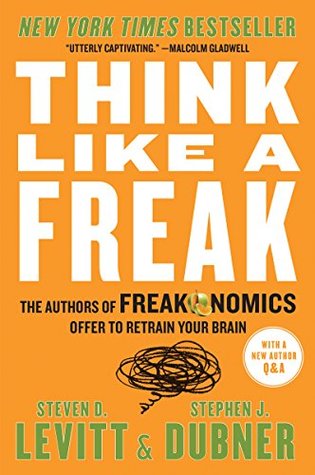 NEW YORK TIMES BESTSELLER
"UTTERLY CAPTIVATING."—MALCOLM GLADWELL
THINK
LIKE A
FREAK
THE AUTHORS OF FREAKONOMICS
OFFER TO RETRAIN YOUR BRAIN
WITH A
NEW AUTHOR
Q&A
STEVEN D.
LEVITT &
STEPHEN J.
DUBNER